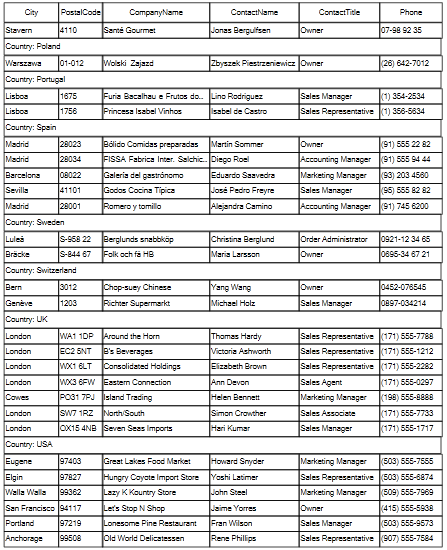 City PostalCode CompanyName ContactName ContactTitle Phone
Stavern 4110 Santé Gourmet Jonas Bergulfsen Owner 07-98 92 35
Country: Poland
Warszawa 01-012 Wolski Zajazd Zbyszek Piestrzeniewicz Owner (26) 642-7012
Country: Portugal
Lisboa 1675 Furia Bacalhau e Frutos do.. Lino Rodriguez Sales Manager (1) 354-2534
Lisboa 1756 Princesa Isabel Vinhos Isabel de Castro Sales Representative (1) 356-5634
Country: Spain
Madrid 28023 Bólido Comidas preparadas Martín Sommer Owner (91) 555 22 82
Madrid 28034 FISSA Fabrica Inter. Salchic.. Diego Roel Accounting Manager (91) 555 94 44
Barcelona 08022 Galería del gastrónomo Eduardo Saavedra Marketing Manager (93) 203 4560
Sevilla 41101 Godos Cocina Típica José Pedro Freyre Sales Manager (95) 555 82 82
Madrid 28001 Romero y tomillo Alejandra Camino Accounting Manager (91) 745 6200
Country: Sweden
Luleå S-958 22 Berglunds snabbköp Christina Berglund Order Administrator 0921-12 34 65
Bräcke S-844 67 Folk och fä HB Maria Larsson Owner 0695-34 67 21
Country: Switzerland
Bern 3012 Chop-suey Chinese Yang Wang Owner 0452-076545
Genève 1203 Richter Supermarkt Michael Holz Sales Manager 0897-034214
Country: UK
London WA1 1DP Around the Horn Thomas Hardy Sales Representative (171) 555-7788
London EC2 5NT B's Beverages Victoria Ashworth Sales Representative (171) 555-1212
London WX1 6LT Consolidated Holdings Elizabeth Brown Sales Representative (171) 555-2282
London WX3 6FW Eastern Connection Ann Devon Sales Agent (171) 555-0297
Cowes PO31 7PJ Island Trading Helen Bennett Marketing Manager (198) 555-8888
London SW7 1RZ North/South Simon Crowther Sales Associate (171) 555-7733
London OX15 4NB Seven Seas Imports Hari Kumar Sales Manager (171) 555-1717
Country: USA
Eugene 97403 Great Lakes Food Market Howard Snyder Marketing Manager (503) 555-7555
Elgin 97827 Hungry Coyote Import Store Yoshi Latimer Sales Representative (503) 555-6874
Walla Walla 99362 Lazy K Kountry Store John Steel Marketing Manager (509) 555-7969
San Francisco 94117 Let's Stop N Shop Jaime Yorres Owner (415) 555-5938
Portland 97219 Lonesome Pine Restaurant Fran Wilson Sales Manager (503) 555-9573
Anchorage 99508 Old World Delicatessen Rene Phillips Sales Representative (907) 555-7584